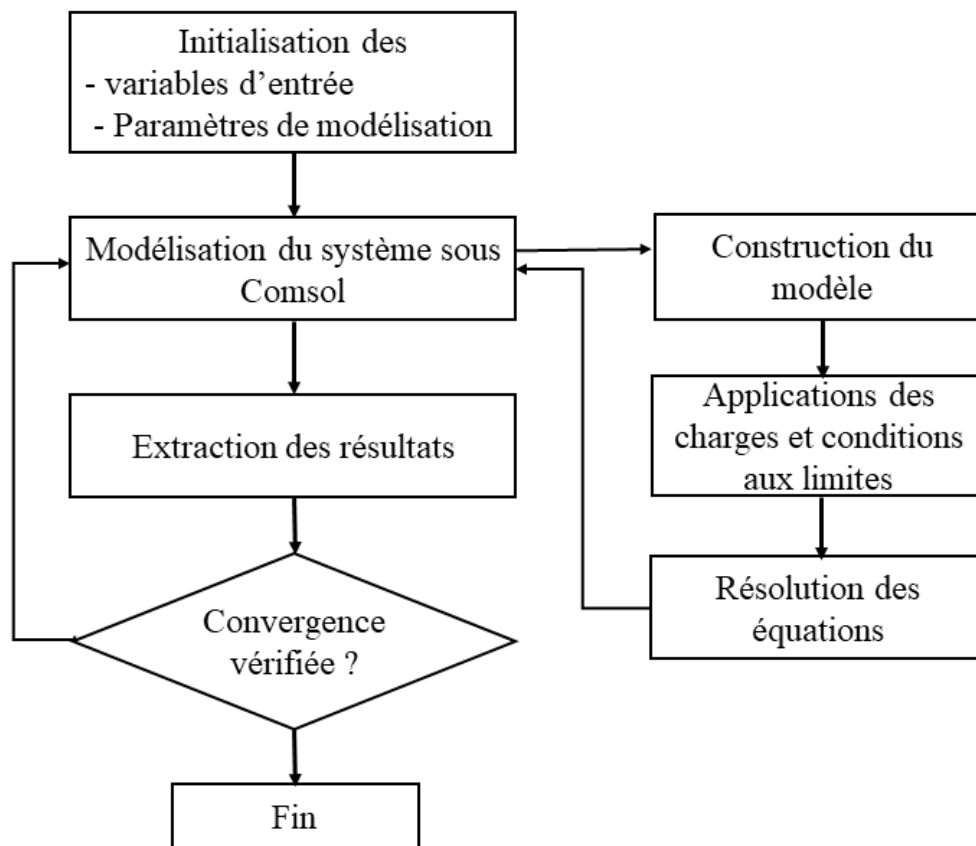 Initialisation des
- variables d’entrée
- Paramètres de modélisation
Modélisation du système sous
Comsol
Construction du
modèle
Extraction des résultats
Applications des
charges et conditions
aux limites
Convergence
vérifiée ?
Résolution des
équations
Fin